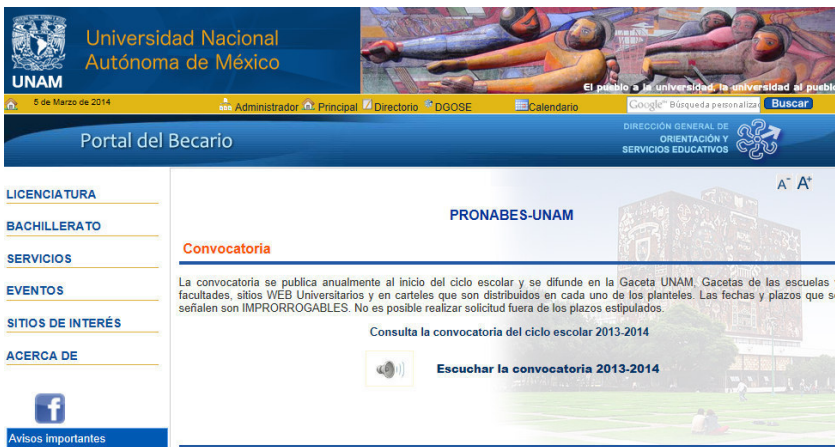 Universidad Nacional
Autónoma de México
UNAM
El pueblo a la universidad, la universidad al pueblo
5 de Marzo de 2014
Administrador Principal Directorio DGOSE Calendario Google™ Búsqueda personaliza Buscar
Portal del Becario
DIRECCIÓN GENERAL DE
ORIENTACIÓN Y
SERVICIOS EDUCATIVOS
A- A+
LICENCIATURA
BACHILLERATO
SERVICIOS
EVENTOS
SITIOS DE INTERÉS
ACERCA DE
f
Avisos importantes
PRONABES-UNAM
Convocatoria
La convocatoria se publica anualmente al inicio del ciclo escolar y se difunde en la Gaceta UNAM, Gacetas de las escuelas
facultades, sitios WEB Universitarios y en carteles que son distribuidos en cada uno de los planteles. Las fechas y plazos que
señalen son IMPRORROGABLES. No es posible realizar solicitud fuera de los plazos estipulados.
Consulta la convocatoria del ciclo escolar 2013-2014
Escuchar la convocatoria 2013-2014